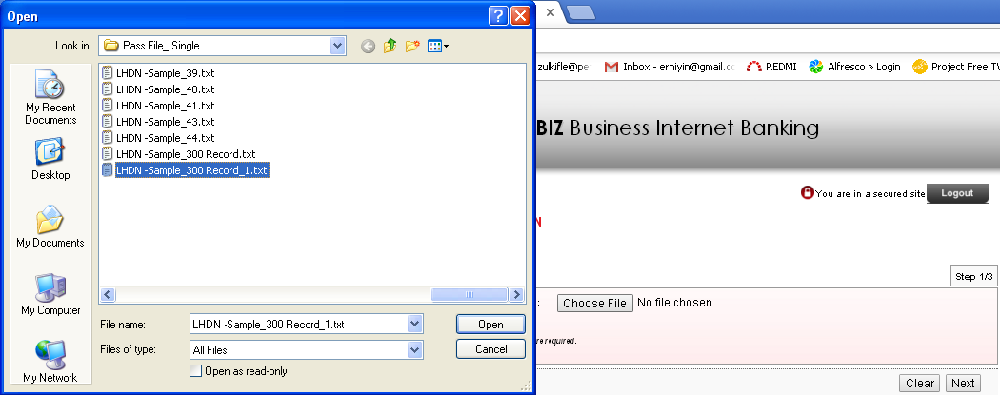 Open
Look in:
Pass File_ Single
My Recent
Documents
Desktop
My Documents
My Computer
My Network
LHDN -Sample_39.txt
LHDN -Sample_40.txt
LHDN -Sample_41.txt
LHDN -Sample_43.txt
LHDN -Sample_44.txt
LHDN -Sample_300 Record.txt
LHDN -Sample_300 Record_1.txt
File name:
LHDN -Sample_300 Record_1.txt
Open
Files of type:
All Files
Cancel
Open as read-only
zulkifle@per Inbox - erniyin@gmail.co REDMI Alfresco » Login Project Free TV
BIZ Business Internet Banking
You are in a secured site
Logout
N
Step 1/3
: Choose File No file chosen
re required.
Clear Next